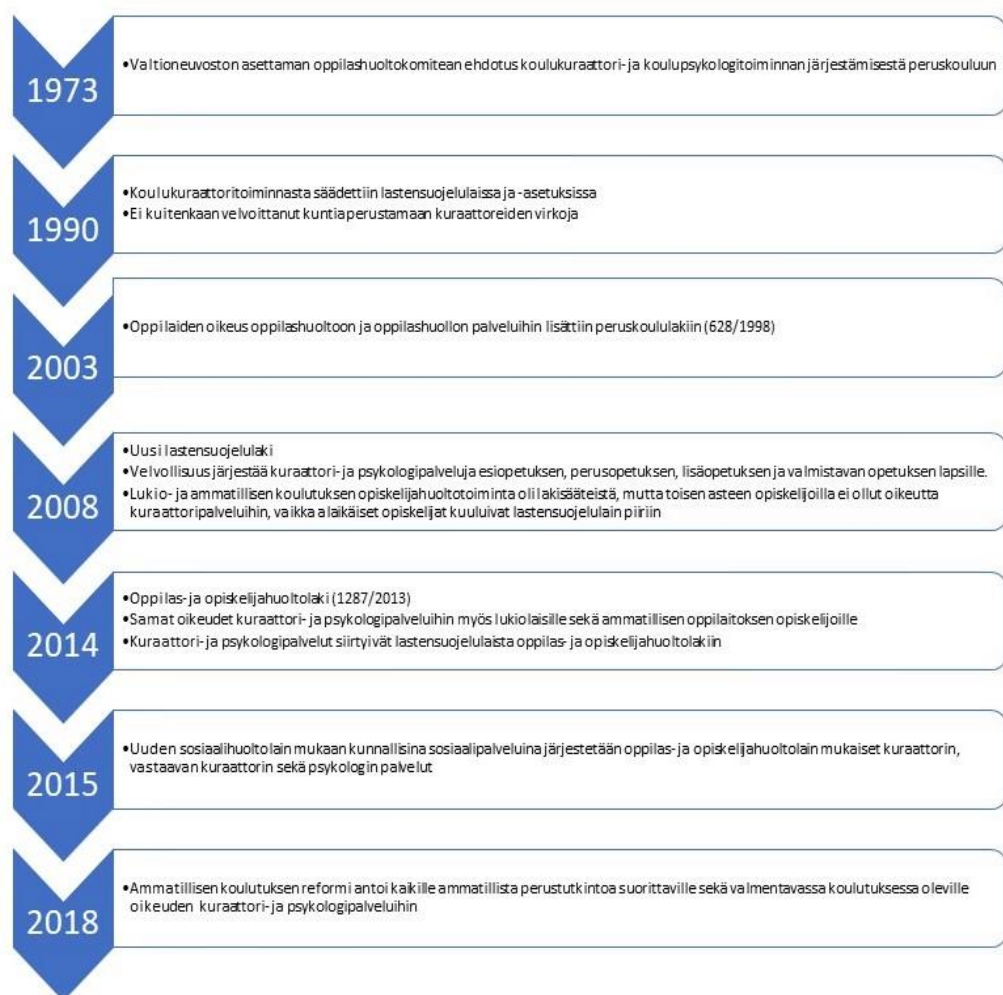 1973
•Valtioneuvoston asettaman oppilashuoltokomitean ehdotus koulukuraattori- ja koulupsykologitoiminnan järjestämisestä peruskouluun
1990
•Koulukuraattoritoiminnasta säädettiin lastensuojelulaissa ja -asetuksissa
•Ei kuitenkaan velvoittanut kuntia perustamaan kuraattoreiden virkoja
2003
•Oppilaiden oikeus oppilashuoltoon ja oppilashuollon palveluihin lisättiin peruskoululakiin (628/1998)
2008
•Uusi lastensuojelulaki
•Velvollisuus järjestää kuraattori- ja psykologipalveluja esiopetuksen, perusopetuksen, lisäopetuksen ja valmistavan opetuksen lapsille.
•Lukio- ja ammatillisen koulutuksen opiskelijahuoltotoiminta oli lakisääteistä, mutta toisen asteen opiskelijoilla ei ollut oikeutta
kuraattoripalveluihin, vaikka alaikäiset opiskelijat kuuluivat lastensuojelulain piiriin
2014
•Oppilas- ja opiskelijahuoltolaki (1287/2013)
•Samat oikeudet kuraattori- ja psykologipalveluihin myös lukiolaisille sekä ammatillisen oppilaitoksen opiskelijoille
•Kuraattori- ja psykologipalvelut siirtyivät lastensuojelulaista oppilas- ja opiskelijahuoltolakiin
2015
•Uuden sosiaalihuoltolain mukaan kunnallisina sosiaalipalveluina järjestetään oppilas- ja opiskelijahuoltolain mukaiset kuraattorin,
vastaavan kuraattorin sekä psykologin palvelut
2018
•Ammatillisen koulutuksen reformi antoi kaikille ammatillista perustutkintoa suorittaville sekä valmentavassa koulutuksessa oleville
oikeuden kuraattori- ja psykologipalveluihin